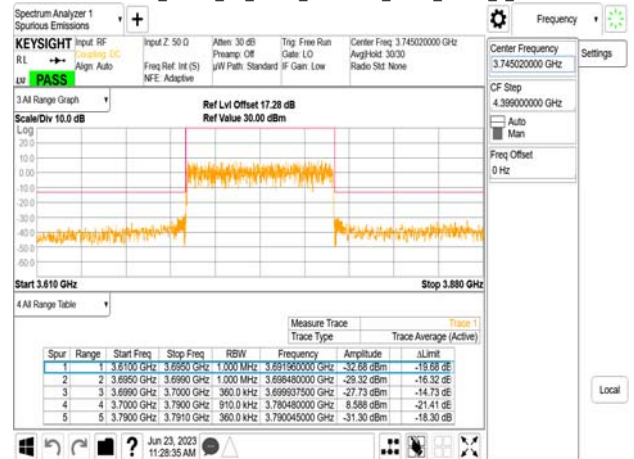 Spectrum Analyzer 1
Spurious Emissions
Frequency
KEYSIGHT Input: RF Input Z: 50 Ω Atten: 30 dB Trig: Free Run Center Freq: 3.745020000 GHz
RL Coupling: DC Preamp: Off Gate: LO Avg|Hold: 30/30
Align: Auto Freq Ref: Int (S) µW Path: Standard IF Gain: Low Radio Std: None
LU PASS NFE: Adaptive
Center Frequency
3.745020000 GHz
Settings
CF Step
4.399000000 GHz
Auto
Man
Freq Offset
0 Hz
Local
3 All Range Graph
Ref Lvl Offset 17.28 dB
Scale/Div 10.0 dB Ref Value 30.00 dBm
Log
20.0
10.0
0.00
-10.0
-20.0
-30.0
-40.0
-50.0
-60.0
Start 3.610 GHz Stop 3.880 GHz
4 All Range Table
Measure Trace Trace 1
Trace Type Trace Average (Active)
Spur Range Start Freq Stop Freq RBW Frequency Amplitude ΔLimit
1 1 3.6100 GHz 3.6950 GHz 1.000 MHz 3.691960000 GHz -32.68 dBm -19.68 dB
2 2 3.6950 GHz 3.6990 GHz 1.000 MHz 3.698480000 GHz -29.32 dBm -16.32 dB
3 3 3.6990 GHz 3.7000 GHz 360.0 kHz 3.699937500 GHz -27.73 dBm -14.73 dB
4 4 3.7000 GHz 3.7900 GHz 910.0 kHz 3.780480000 GHz 8.588 dBm -21.41 dB
5 5 3.7900 GHz 3.7910 GHz 360.0 kHz 3.790045000 GHz -31.30 dBm -18.30 dB
Jun 23, 2023
11:28:35 AM